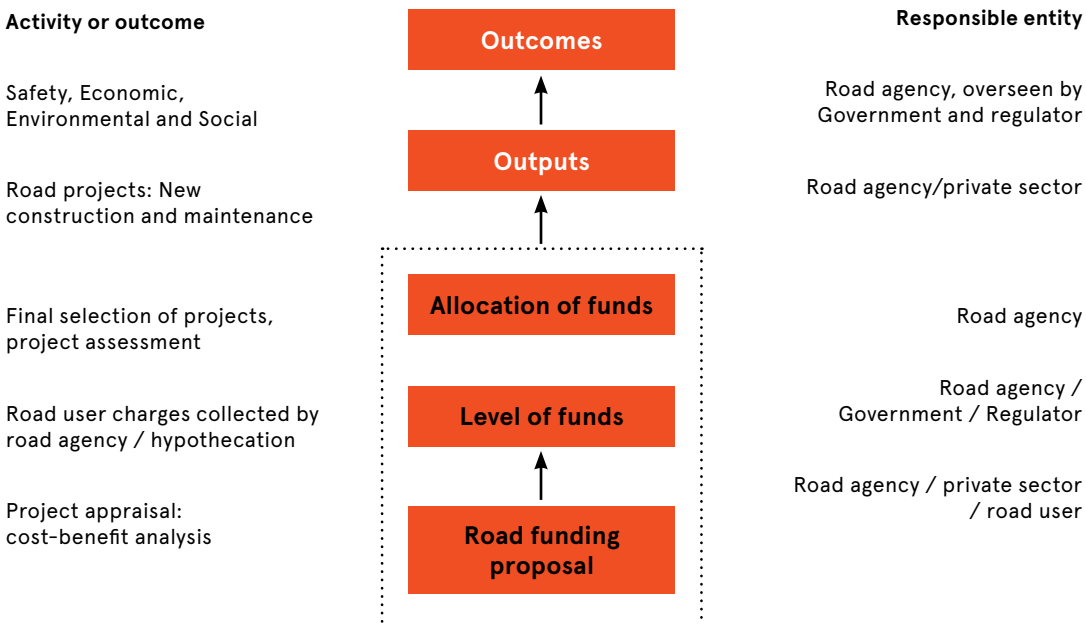 Activity or outcome
Outcomes
Responsible entity
Safety, Economic,
Environmental and Social
Road agency, overseen by
Government and regulator
Outputs
Road projects: New
construction and maintenance
Road agency/private sector
Allocation of funds
Final selection of projects,
project assessment
Road agency
Level of funds
Road user charges collected by
road agency / hypothecation
Road agency /
Government / Regulator
Road funding
proposal
Project appraisal:
cost-benefit analysis
Road agency / private sector
/ road user